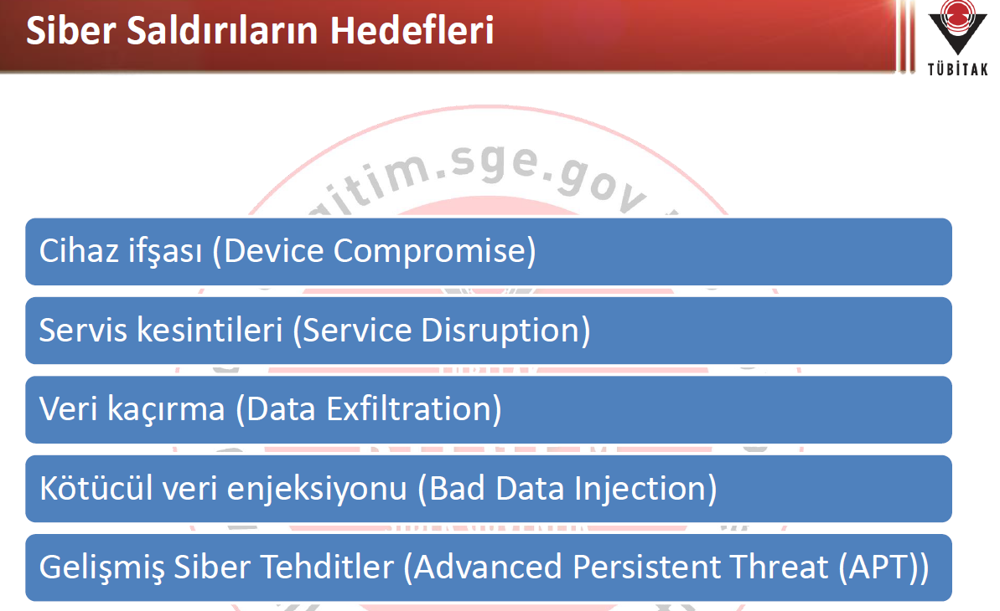 Siber Saldırıların Hedefleri
TÜBİTAK
gitim.sge.gov.
Cihaz ifşası (Device Compromise)
Servis kesintileri (Service Disruption)
Veri kaçırma (Data Exfiltration)
Kötücül veri enjeksiyonu (Bad Data Injection)
Gelişmiş Siber Tehditler (Advanced Persistent Threat (APT))